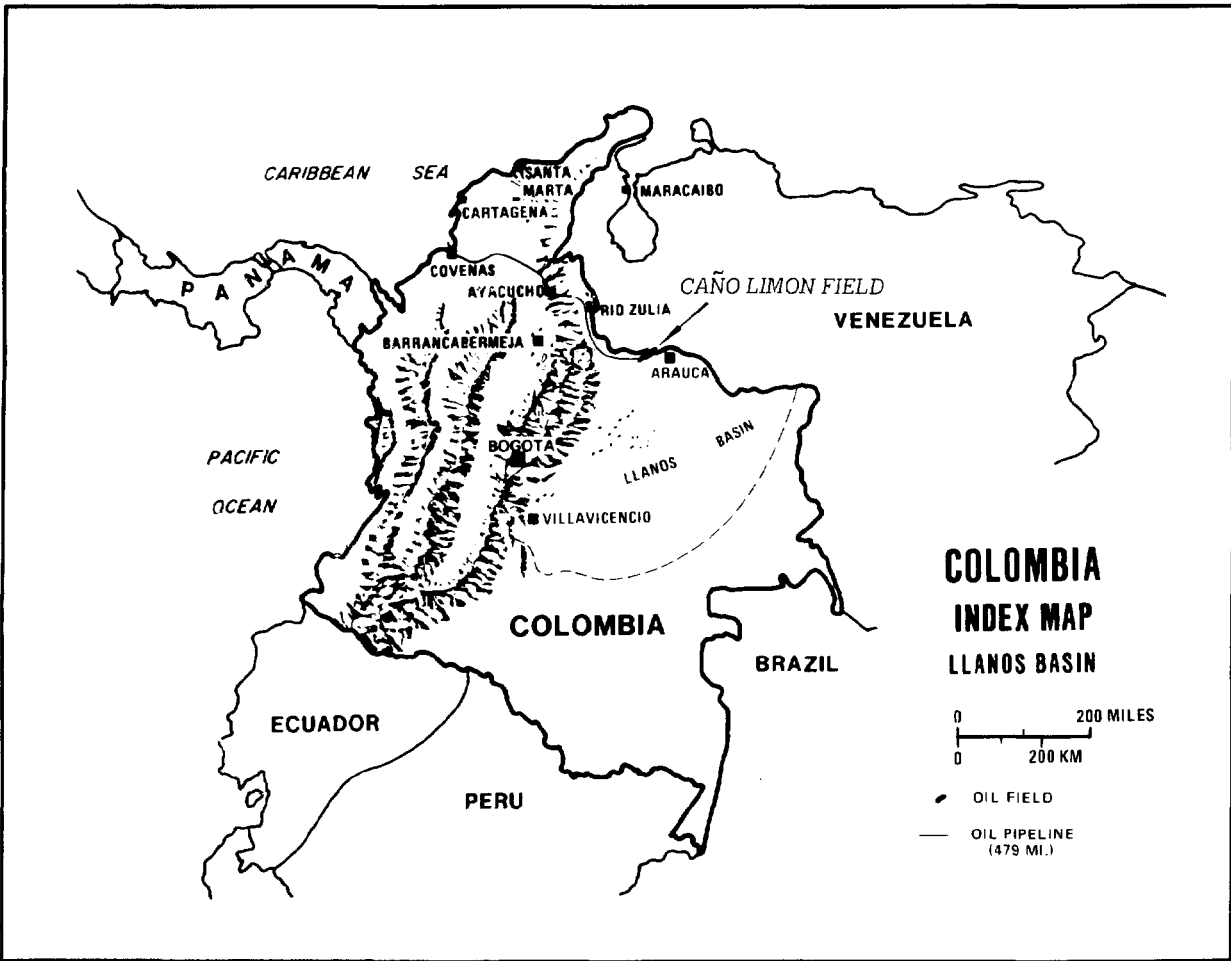 CARIBBEAN SEA
SANTA
MARTA
MARACAIBO
CARTAGENA
PANAMA
COVENAS
AYACUCHO
CAÑO LIMON FIELD
RIO ZULIA
VENEZUELA
BARRANCABERMEJA
ARAUCA
PACIFIC
OCEAN
BOGOTA
LLANOS BASIN
VILLAVICENCIO
COLOMBIA
BRAZIL
ECUADOR
PERU
COLOMBIA
INDEX MAP
LLANOS BASIN
0 200 MILES
0 200 KM
OIL FIELD
OIL PIPELINE
(479 MI.)